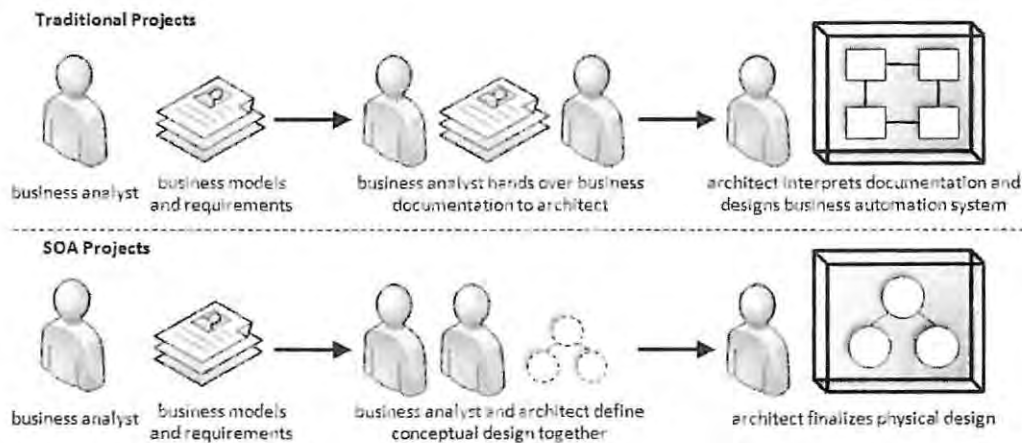 Traditional Projects
business analyst
business models
and requirements
business analyst hands over business
documentation to architect
architect interprets documentation and
designs business automation system
SOA Projects
business analyst
business models
and requirements
business analyst and architect define
conceptual design together
architect finalizes physical design